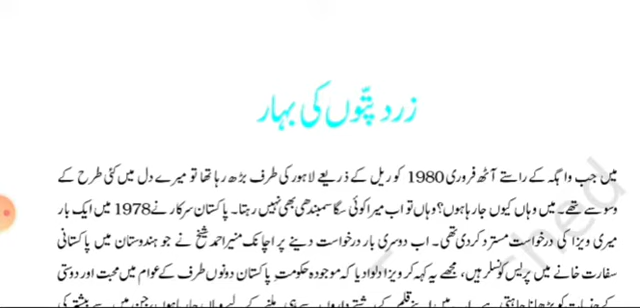 زرد پتّوں کی بہار
میں جب واہگہ کے راستے آٹھ فروری 1980 کو ریل کے ذریعے لاہور کی طرف بڑھ رہا تھا تو میرے دل میں کئی طرح کے
وسوسے تھے۔ میں وہاں کیوں جا رہا ہوں؟ وہاں تو اب میرا کوئی سگا سمبندھی بھی نہیں رہتا۔ پاکستان سرکار نے 1978 میں ایک بار
میری ویزا کی درخواست مسترد کر دی تھی۔ اب دوسری بار درخواست دینے پر اچانک منیر احمد شیخ نے جو ہندوستان میں پاکستانی
سفارت خانے میں پریس کونسلر ہیں، مجھے یہ کہہ کر ویزا دلوا دیا کہ موجودہ حکومتِ پاکستان دونوں طرف کے عوام میں محبت اور دوستی